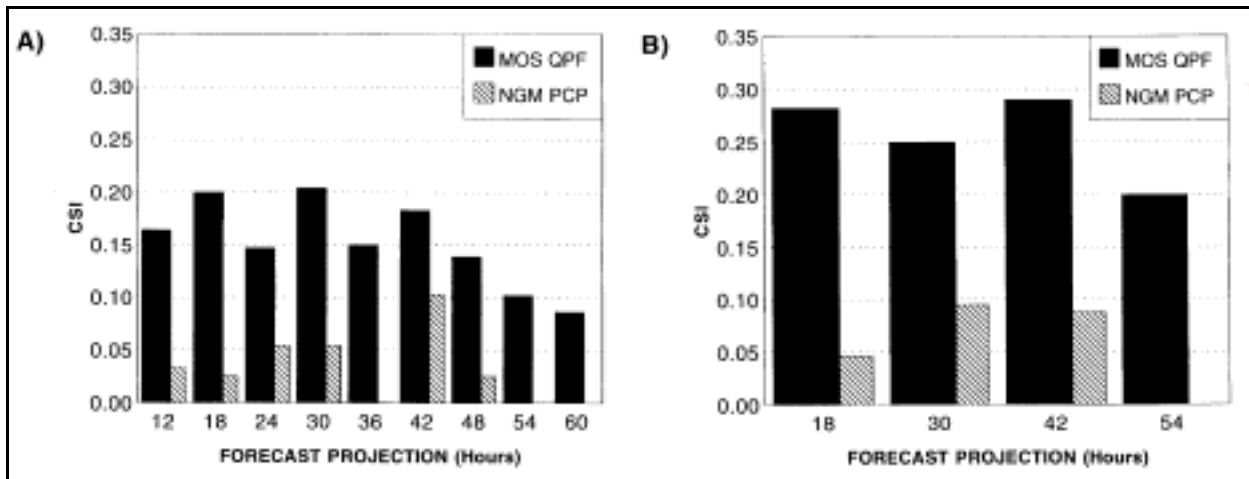 A)
MOS QPF
NGM PCP
0.35
0.30
0.25
0.20
0.15
0.10
0.05
0.00
CSI
12 18 24 30 36 42 48 54 60
FORECAST PROJECTION (Hours)
B)
MOS QPF
NGM PCP
0.35
0.30
0.25
0.20
0.15
0.10
0.05
0.00
CSI
18 30 42 54
FORECAST PROJECTION (Hours)